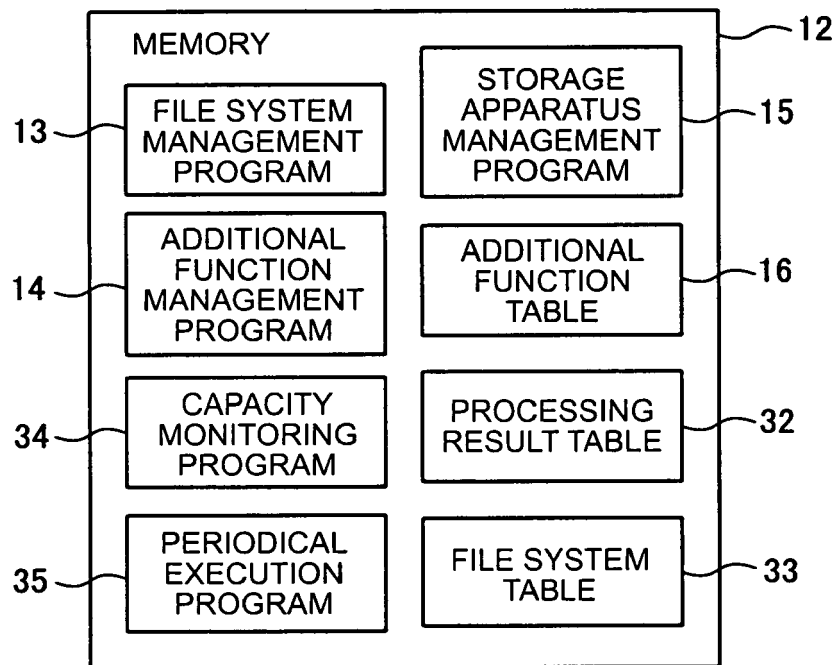 12
MEMORY
13
FILE SYSTEM
MANAGEMENT
PROGRAM
STORAGE
APPARATUS
MANAGEMENT
PROGRAM
15
14
ADDITIONAL
FUNCTION
MANAGEMENT
PROGRAM
ADDITIONAL
FUNCTION
TABLE
16
34
CAPACITY
MONITORING
PROGRAM
PROCESSING
RESULT TABLE
32
35
PERIODICAL
EXECUTION
PROGRAM
FILE SYSTEM
TABLE
33